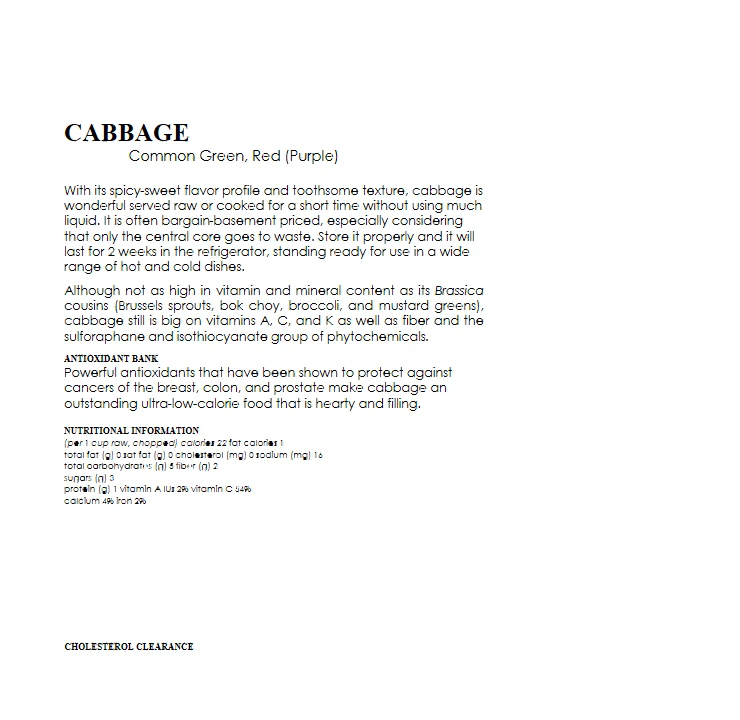 CABBAGE
Common Green, Red (Purple)
With its spicy-sweet flavor profile and toothsome texture, cabbage is
wonderful served raw or cooked for a short time without using much
liquid. It is often bargain-basement priced, especially considering
that only the central core goes to waste. Store it properly and it will
last for 2 weeks in the refrigerator, standing ready for use in a wide
range of hot and cold dishes.
Although not as high in vitamin and mineral content as its Brassica
cousins (Brussels sprouts, bok choy, broccoli, and mustard greens),
cabbage still is big on vitamins A, C, and K as well as fiber and the
sulforaphane and isothiocyanate group of phytochemicals.
ANTIOXIDANT BANK
Powerful antioxidants that have been shown to protect against
cancers of the breast, colon, and prostate make cabbage an
outstanding ultra-low-calorie food that is hearty and filling.
NUTRITIONAL INFORMATION
(per 1 cup raw, chopped) calories 22 fat calories 1
total fat (g) 0 sat fat (g) 0 cholesterol (mg) 0 sodium (mg) 16
total carbohydrates (g) 5 fiber (g) 2
sugars (g) 3
protein (g) 1 vitamin A IUs 2% vitamin C 54%
calcium 4% iron 2%
CHOLESTEROL CLEARANCE